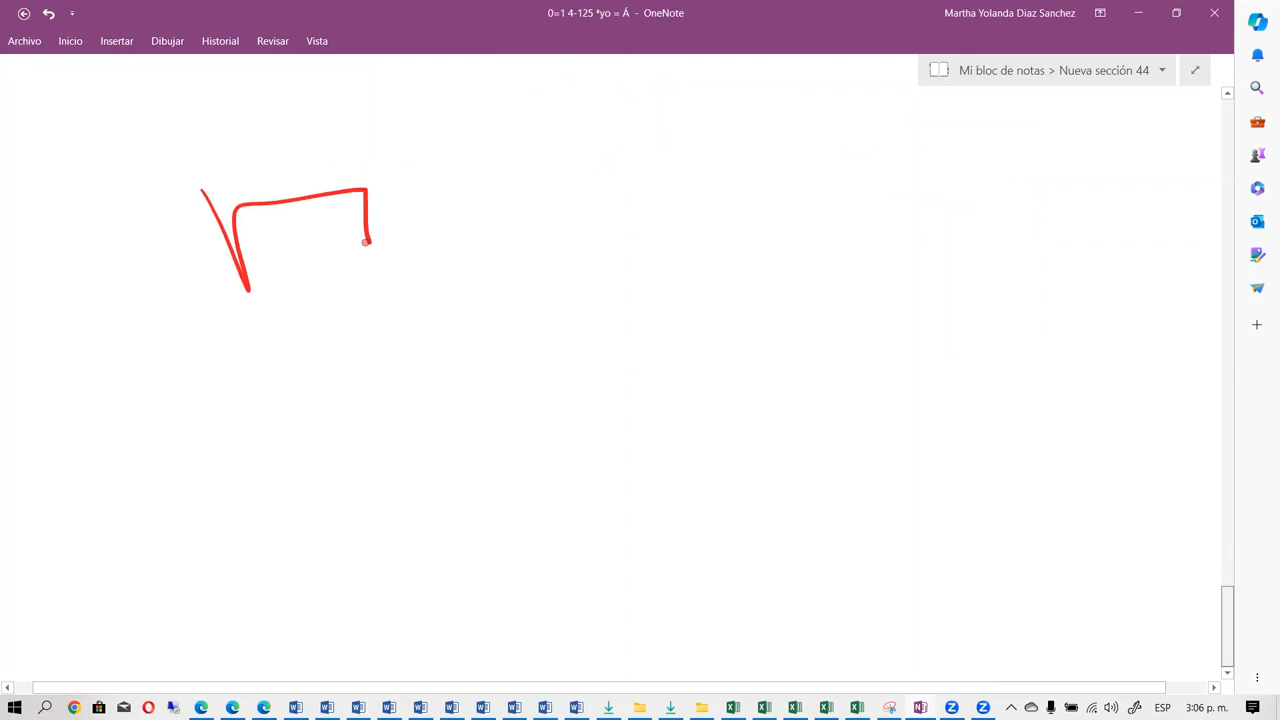 0=1 4-125 *yo = Á - OneNote
Martha Yolanda Diaz Sanchez
Archivo Inicio Insertar Dibujar Historial Revisar Vista
Mi bloc de notas > Nueva sección 44
√
ESP 3:06 p. m.